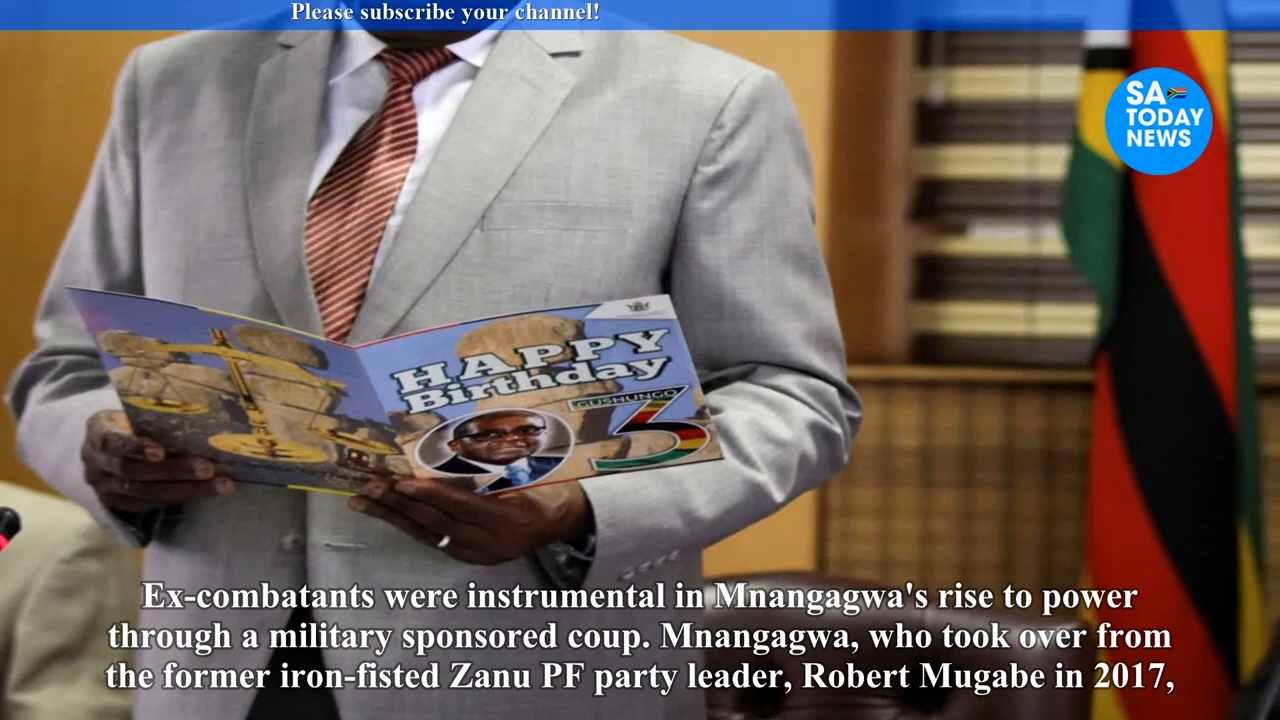 Please subscribe your channel!
SA
TODAY
NEWS
HAPPY
Birthday
GUSHUNGO
93
Ex-combatants were instrumental in Mnangagwa's rise to power
through a military sponsored coup. Mnangagwa, who took over from
the former iron-fisted Zanu PF party leader, Robert Mugabe in 2017,